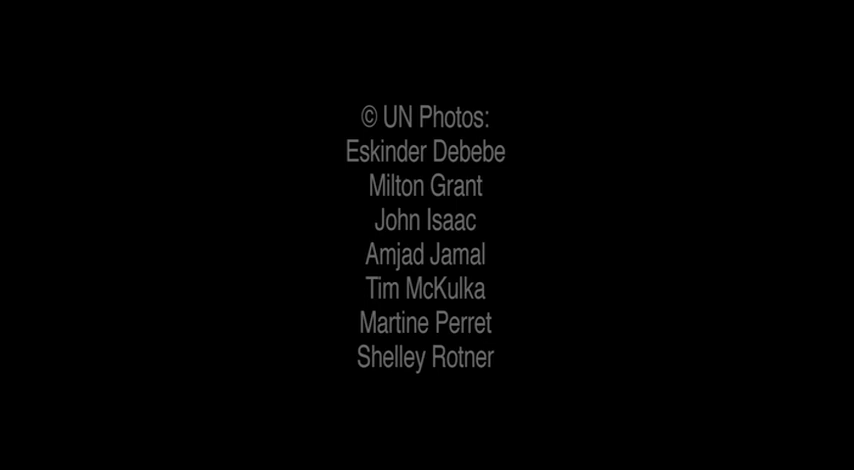 © UN Photos:
Eskinder Debebe
Milton Grant
John Isaac
Amjad Jamal
Tim McKulka
Martine Perret
Shelley Rotner